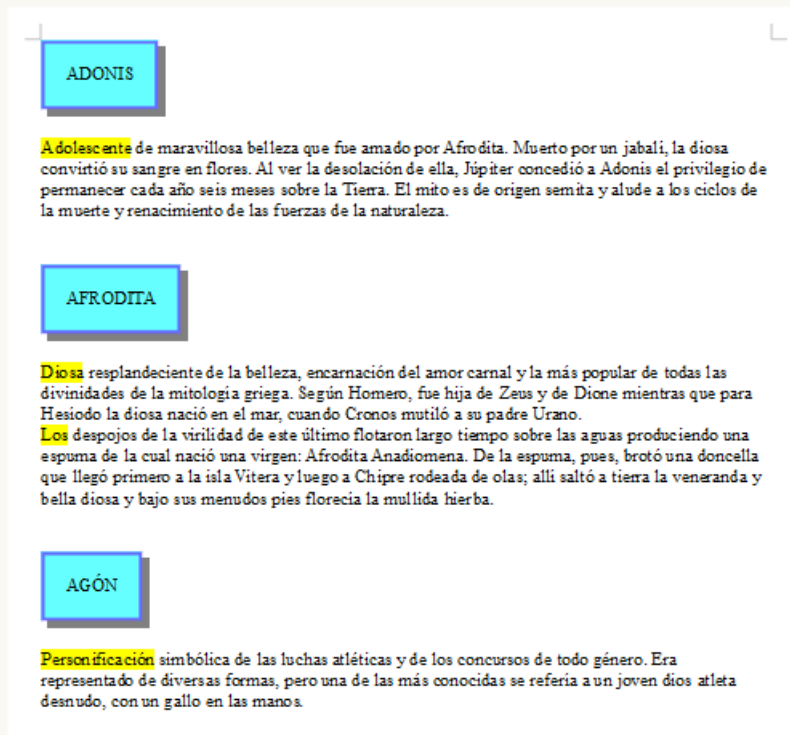 ADONIS
Adolescente de maravillosa belleza que fue amado por Afrodita. Muerto por un jabalí, la diosa
convirtió su sangre en flores. Al ver la desolación de ella, Júpiter concedió a Adonis el privilegio de
permanecer cada año seis meses sobre la Tierra. El mito es de origen semita y alude a los ciclos de
la muerte y renacimiento de las fuerzas de la naturaleza.
AFRODITA
Diosa resplandeciente de la belleza, encarnación del amor carnal y la más popular de todas las
divinidades de la mitología griega. Según Homero, fue hija de Zeus y de Dione mientras que para
Hesiodo la diosa nació en el mar, cuando Cronos mutiló a su padre Urano.
Los despojos de la virilidad de este último flotaron largo tiempo sobre las aguas produciendo una
espuma de la cual nació una virgen: Afrodita Anadiomena. De la espuma, pues, brotó una doncella
que llegó primero a la isla Vitera y luego a Chipre rodeada de olas; allí saltó a tierra la veneranda y
bella diosa y bajo sus menudos pies florecía la mullida hierba.
AGÓN
Personificación simbólica de las luchas atléticas y de los concursos de todo género. Era
representado de diversas formas, pero una de las más conocidas se refería a un joven dios atleta
desnudo, con un gallo en las manos.